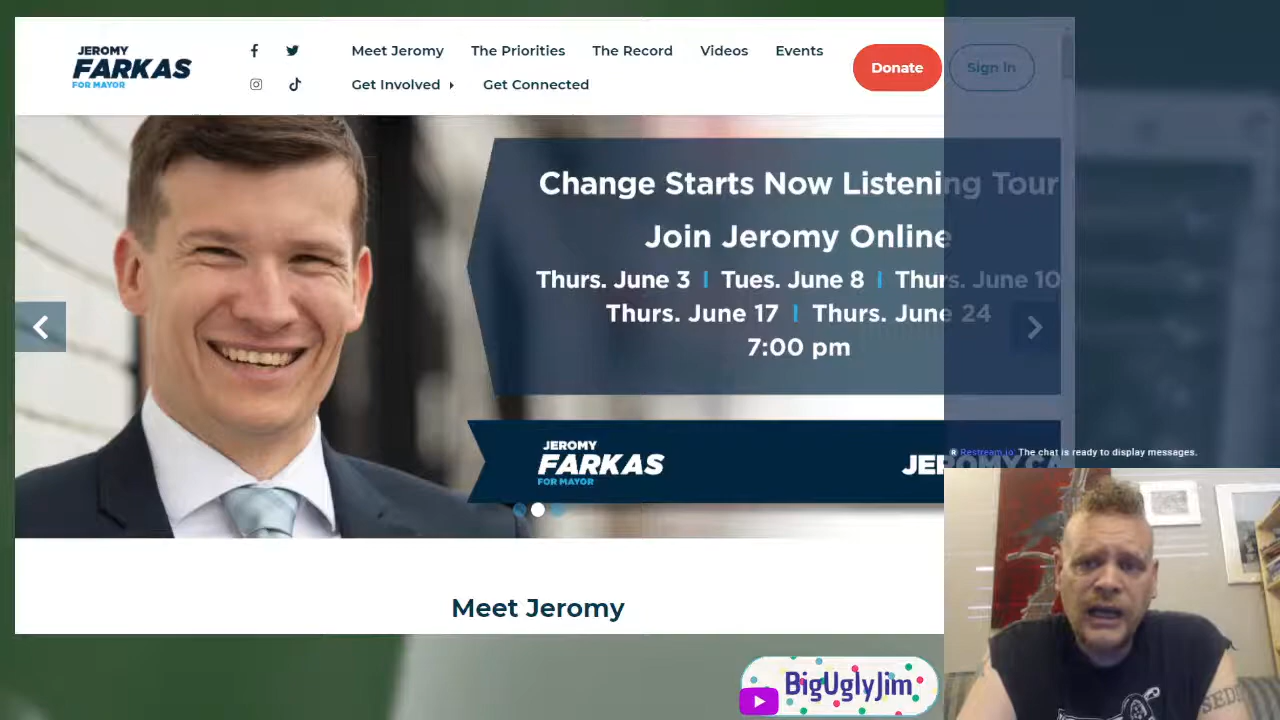 JEROMY
FARKAS
FOR MAYOR
Meet Jeromy The Priorities The Record Videos Events
Get Involved Get Connected
Donate
Sign In
Change Starts Now Listening Tour
Join Jeromy Online
Thurs. June 3 | Tues. June 8 | Thurs. June 10
Thurs. June 17 | Thurs. June 24
7:00 pm
JEROMY
FARKAS
FOR MAYOR
JEROMY.CA
R Restream.io The chat is ready to display messages.
Meet Jeromy
BigUglyJim